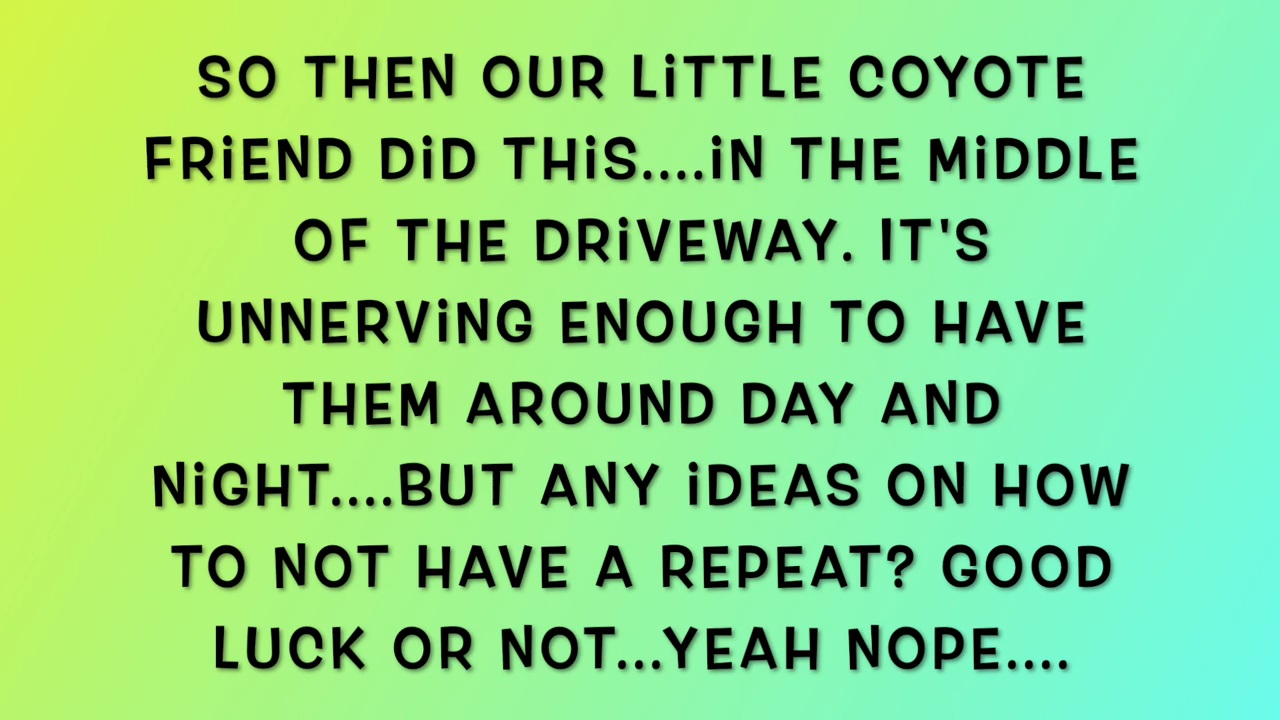 SO THEN OUR LiTTLE COYOTE
FRiEND DiD THiS....iN THE MiDDLE
OF THE DRiVEWAY. IT'S
UNNERViNG ENOUGH TO HAVE
THEM AROUND DAY AND
NiGHT....BUT ANY iDEAS ON HOW
TO NOT HAVE A REPEAT? GOOD
LUCK OR NOT...YEAH NOPE....